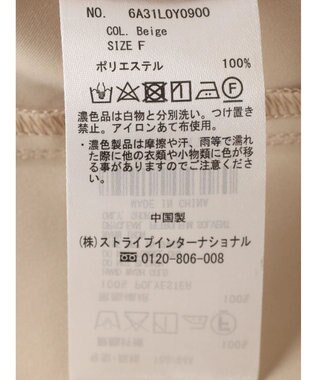 NO. 6A31L0Y0900
COL. Beige
SIZE F
ポリエステル 100%
濃色品は白物と分別洗い。つけ置き
禁止。アイロンあて布使用。
・濃色製品は摩擦や汗、雨等で濡れ
た際に他の衣類や小物類に色が移
る事がありますのでご注意くださ
い。
中国製
(株)ストライプインターナショナル
0120-806-008